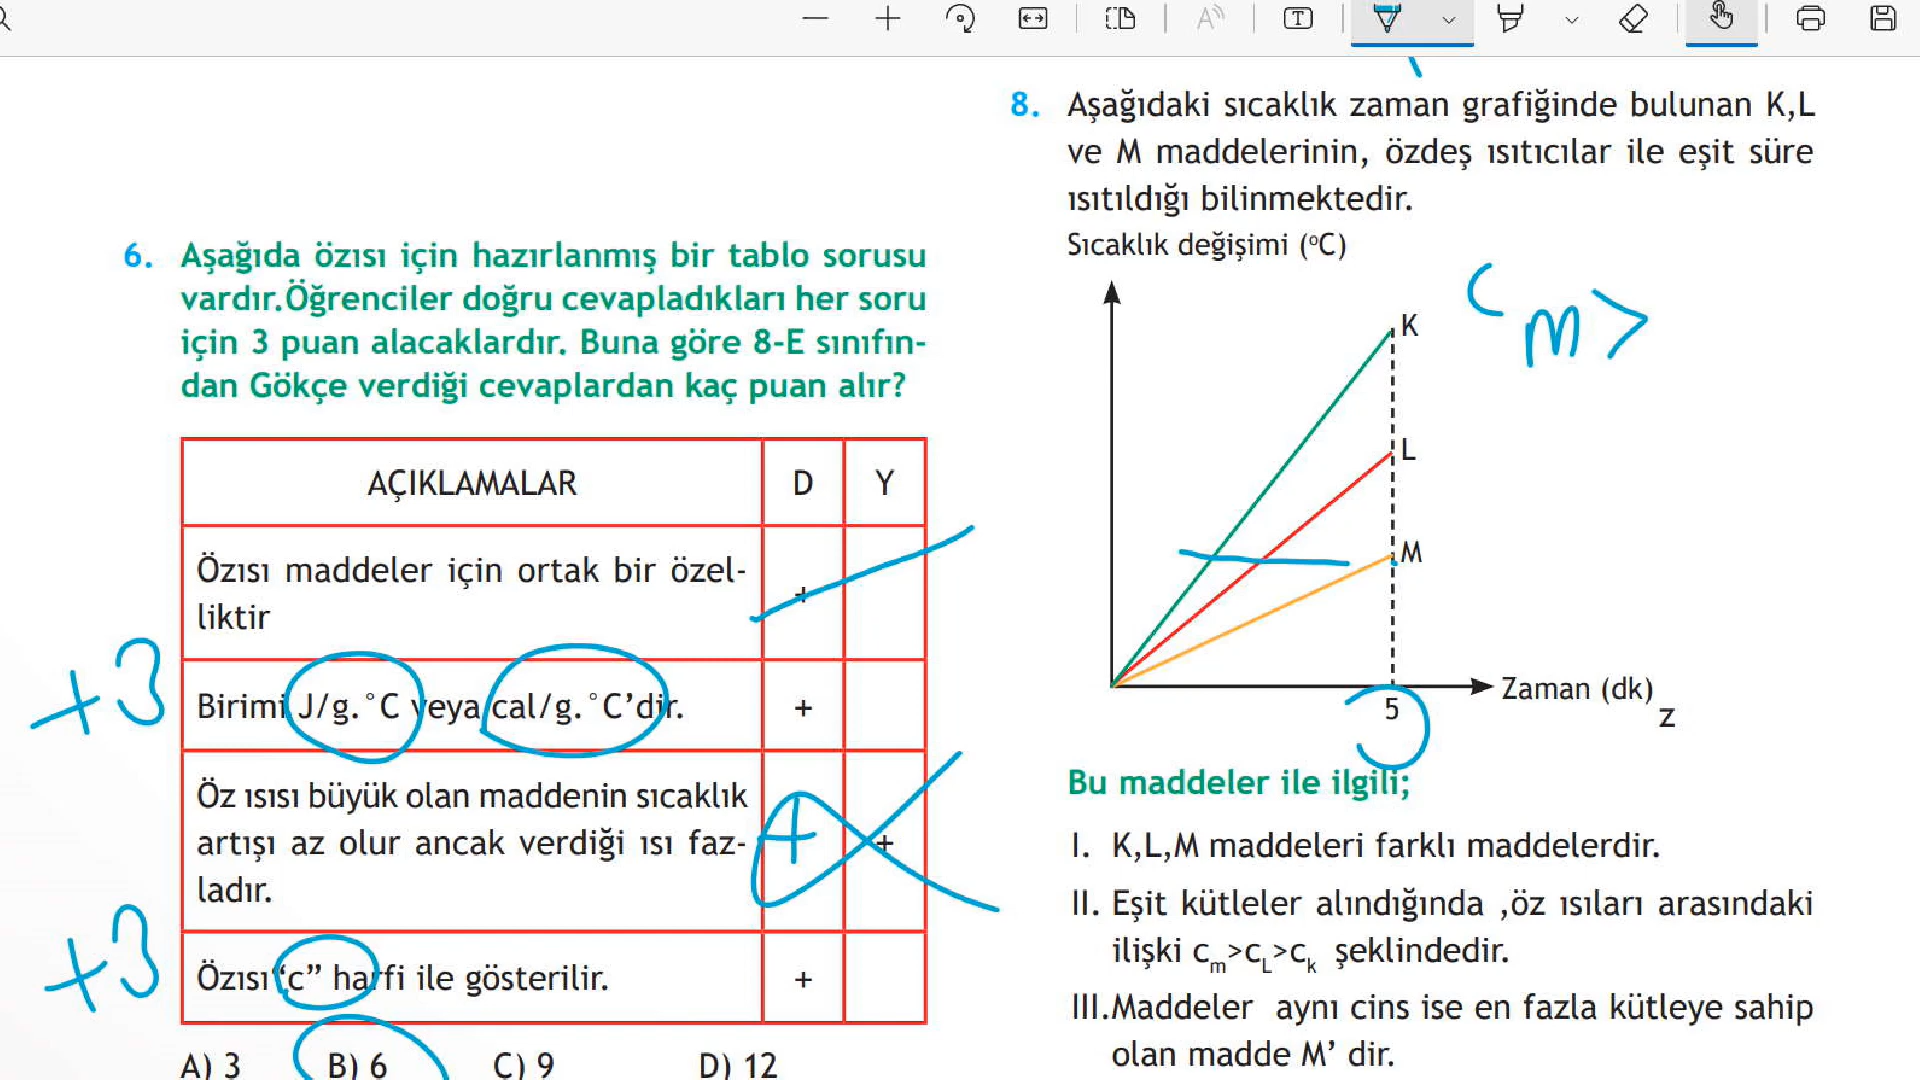 6. Aşağıda özısı için hazırlanmış bir tablo sorusu
vardır.Öğrenciler doğru cevapladıkları her soru
için 3 puan alacaklardır. Buna göre 8-E sınıfın-
dan Gökçe verdiği cevaplardan kaç puan alır?
AÇIKLAMALAR D Y
Özısı maddeler için ortak bir özel-
liktir +
+3 Birimi J/g.°C veya cal/g.°C’dir. +
Öz ısısı büyük olan maddenin sıcaklık
artışı az olur ancak verdiği ısı faz- + +
ladır.
+3 Özısı “c” harfi ile gösterilir. +
A) 3 B) 6 C) 9 D) 12
8. Aşağıdaki sıcaklık zaman grafiğinde bulunan K,L
ve M maddelerinin, özdeş ısıtıcılar ile eşit süre
ısıtıldığı bilinmektedir.
Sıcaklık değişimi (°C)
c m >
K
L
M
5
Zaman (dk)
z
Bu maddeler ile ilgili;
I. K,L,M maddeleri farklı maddelerdir.
II. Eşit kütleler alındığında ,öz ısıları arasındaki
ilişki cm>cL>ck şeklindedir.
III.Maddeler aynı cins ise en fazla kütleye sahip
olan madde M’ dir.